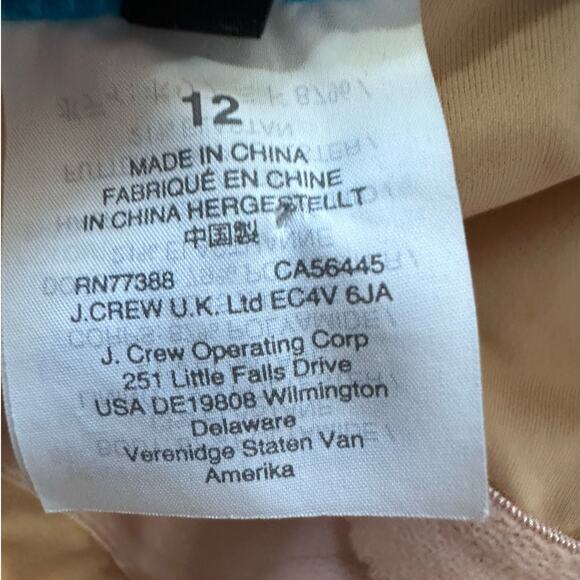 12
MADE IN CHINA
FABRIQUÉ EN CHINE
IN CHINA HERGESTELLT
中国製
RN77388 CA56445
J.CREW U.K. Ltd EC4V 6JA
J. Crew Operating Corp
251 Little Falls Drive
USA DE19808 Wilmington
Delaware
Verenidge Staten Van
Amerika